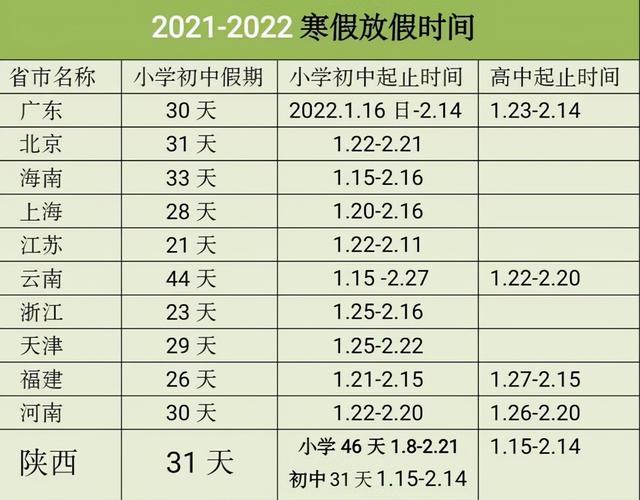 2021-2022 寒假放假时间
省市名称 小学初中假期 小学初中起止时间 高中起止时间
广东 30 天 2022.1.16 日-2.14 1.23-2.14
北京 31 天 1.22-2.21
海南 33 天 1.15-2.16
上海 28 天 1.20-2.16
江苏 21 天 1.22-2.11
云南 44 天 1.15 -2.27 1.22-2.20
浙江 23 天 1.25-2.16
天津 29 天 1.25-2.22
福建 26 天 1.21-2.15 1.27-2.15
河南 30 天 1.22-2.20 1.26-2.20
陕西 31 天 小学 46 天 1.8-2.21 1.15-2.14
初中 31 天 1.15-2.14